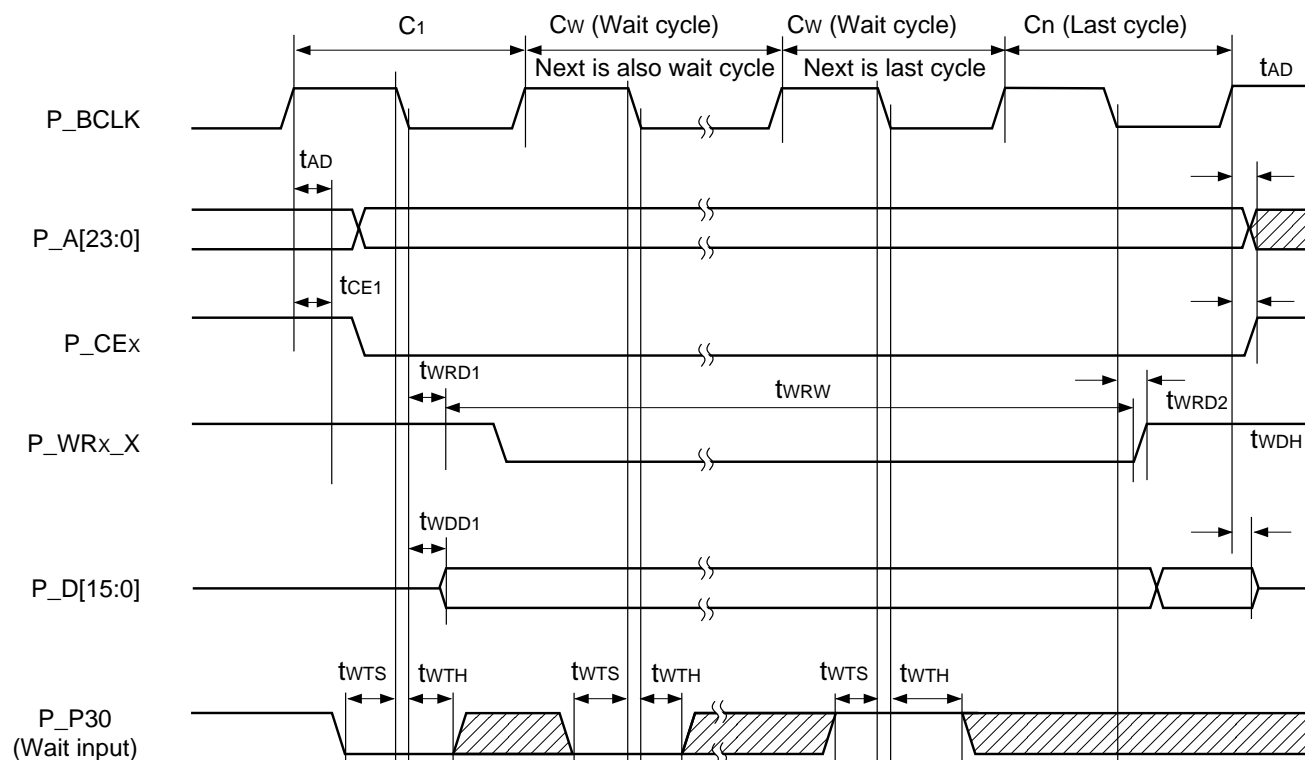 C1
Cw (Wait cycle)
Cw (Wait cycle)
Cn (Last cycle)
Next is also wait cycle
Next is last cycle
tAD
P_BCLK
tAD
P_A[23:0]
tCE1
P_CEx
tWRD1
tWRW
tWRD2
P_WRx_X
tWDH
tWDD1
P_D[15:0]
tWTS
tWTH
tWTS
tWTH
tWTS
tWTH
P_P30
(Wait input)